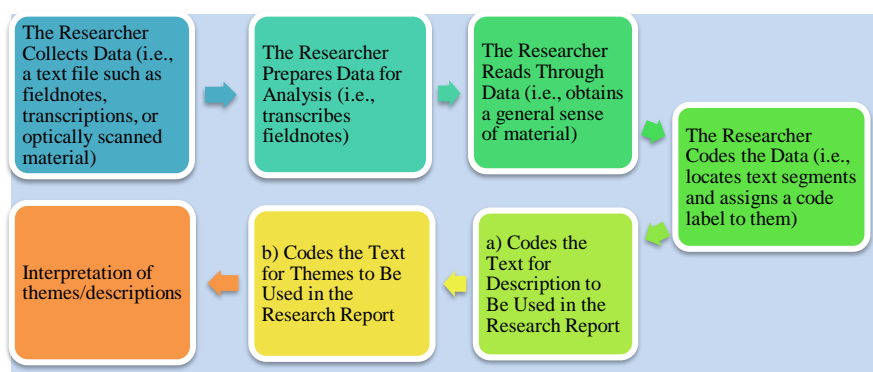 The Researcher
Collects Data (i.e.,
a text file such as
fieldnotes,
transcriptions, or
optically scanned
material)
The Researcher
Prepares Data for
Analysis (i.e.,
transcribes
fieldnotes)
The Researcher
Reads Through
Data (i.e., obtains
a general sense
of material)
The Researcher
Codes the Data (i.e.,
locates text segments
and assigns a code
label to them)
a) Codes the
Text for
Description to
Be Used in the
Research Report
b) Codes the Text
for Themes to Be
Used in the
Research Report
Interpretation of
themes/descriptions